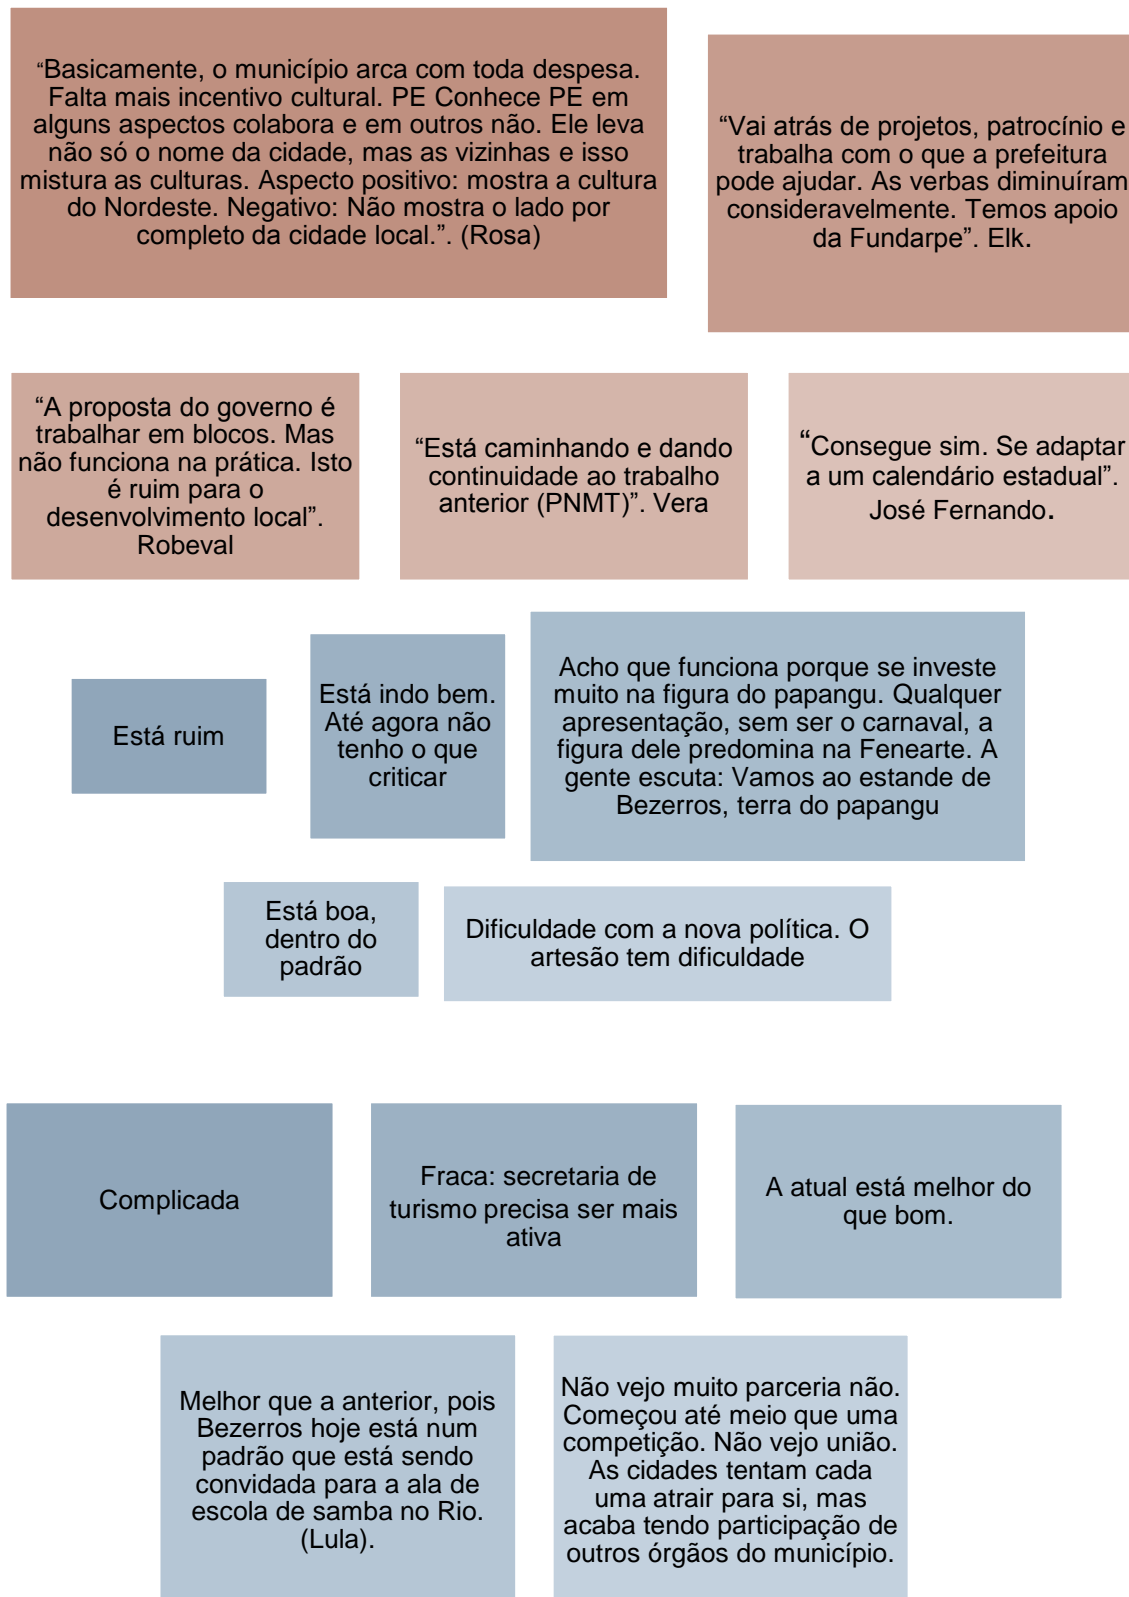 “Basicamente, o município arca com toda despesa.
Falta mais incentivo cultural. PE Conhece PE em
alguns aspectos colabora e em outros não. Ele leva
não só o nome da cidade, mas as vizinhas e isso
mistura as culturas. Aspecto positivo: mostra a cultura
do Nordeste. Negativo: Não mostra o lado por
completo da cidade local.”. (Rosa)
“Vai atrás de projetos, patrocínio e
trabalha com o que a prefeitura
pode ajudar. As verbas diminuíram
consideravelmente. Temos apoio
da Fundarpe”. Elk.
“A proposta do governo é
trabalhar em blocos. Mas
não funciona na prática. Isto
é ruim para o
desenvolvimento local”.
Robeval
“Está caminhando e dando
continuidade ao trabalho
anterior (PNMT)”. Vera
“Consegue sim. Se adaptar
a um calendário estadual”.
José Fernando.
Está ruim
Está indo bem.
Até agora não
tenho o que
criticar
Acho que funciona porque se investe
muito na figura do papangu. Qualquer
apresentação, sem ser o carnaval, a
figura dele predomina na Fenearte. A
gente escuta: Vamos ao estande de
Bezerros, terra do papangu
Está boa,
dentro do
padrão
Dificuldade com a nova política. O
artesão tem dificuldade
Complicada
Fraca: secretaria de
turismo precisa ser mais
ativa
A atual está melhor do
que bom.
Melhor que a anterior, pois
Bezerros hoje está num
padrão que está sendo
convidada para a ala de
escola de samba no Rio.
(Lula).
Não vejo muito parceria não.
Começou até meio que uma
competição. Não vejo união.
As cidades tentam cada
uma atrair para si, mas
acaba tendo participação de
outros órgãos do município.